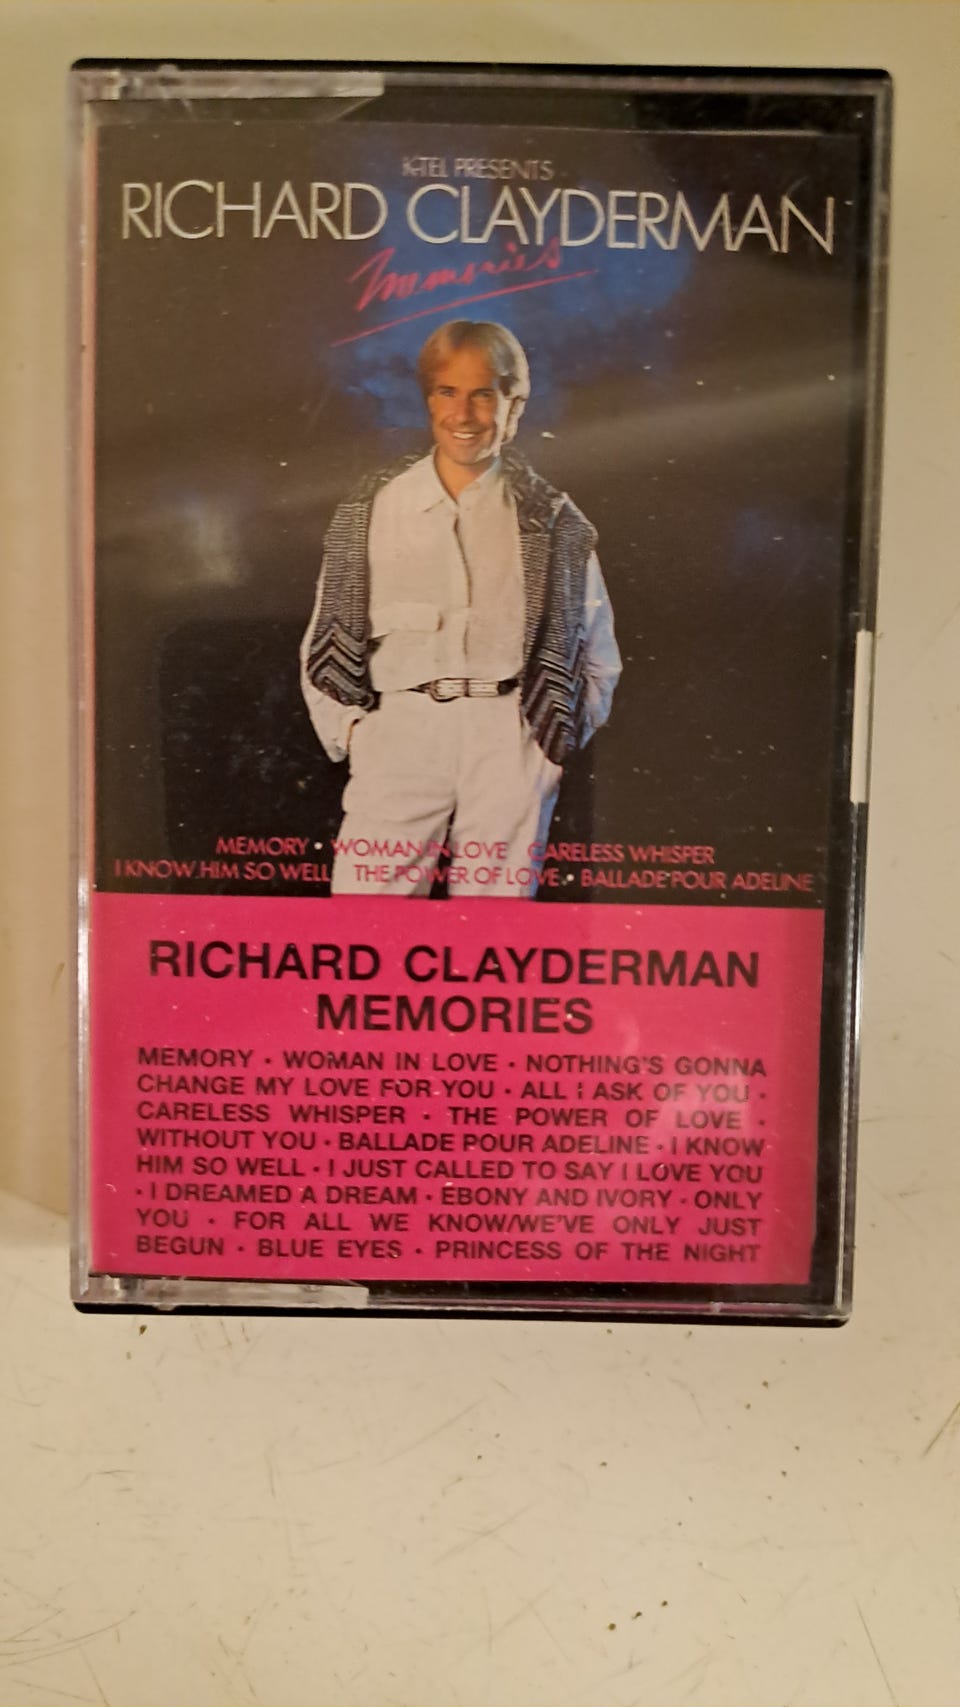 K-TEL PRESENTS
RICHARD CLAYDERMAN
Memories
MEMORY • WOMAN IN LOVE CARELESS WHISPER
I KNOW HIM SO WELL THE POWER OF LOVE • BALLADE POUR ADELINE
RICHARD CLAYDERMAN
MEMORIES
MEMORY • WOMAN IN LOVE • NOTHING'S GONNA
CHANGE MY LOVE FOR YOU • ALL I ASK OF YOU •
CARELESS WHISPER • THE POWER OF LOVE •
WITHOUT YOU • BALLADE POUR ADELINE • I KNOW
HIM SO WELL • I JUST CALLED TO SAY I LOVE YOU
• I DREAMED A DREAM • EBONY AND IVORY • ONLY
YOU • FOR ALL WE KNOW/WE'VE ONLY JUST
BEGUN • BLUE EYES • PRINCESS OF THE NIGHT